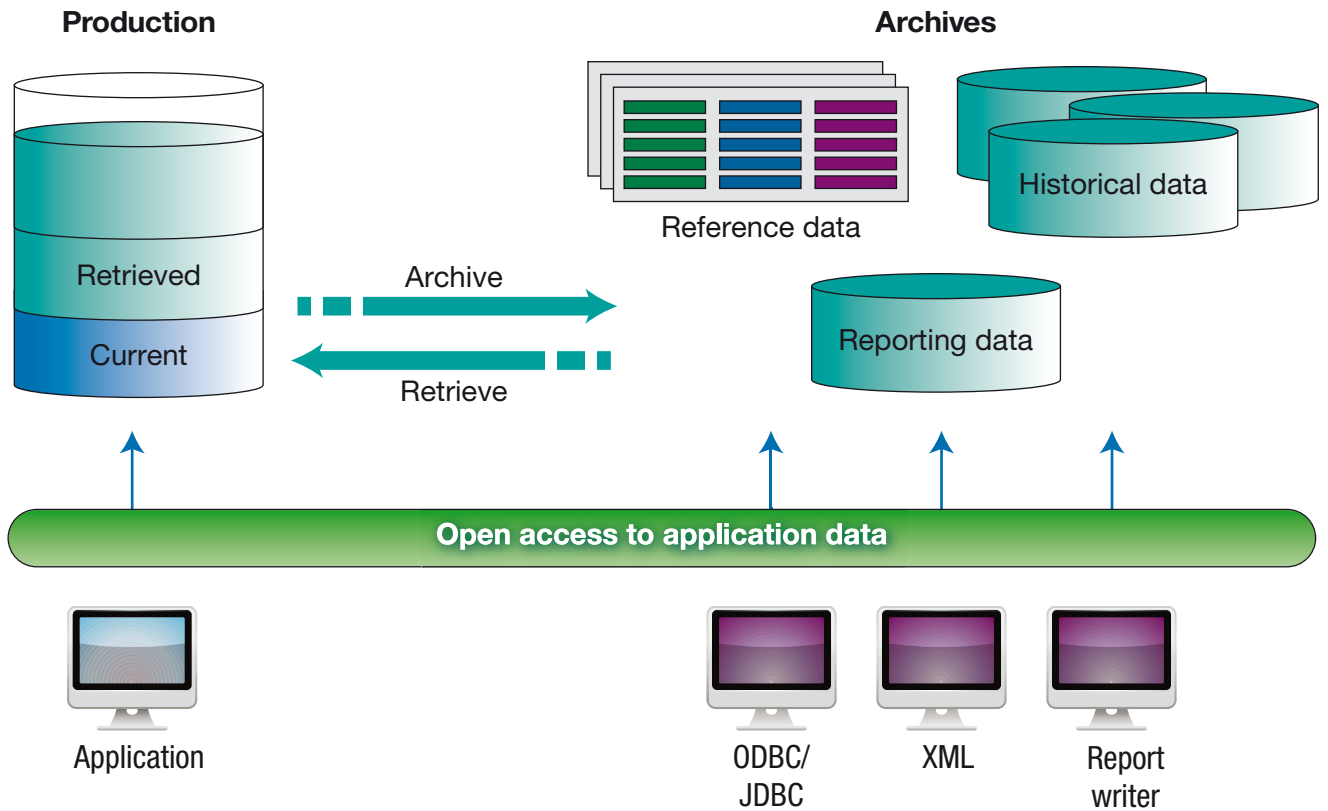 Production
Archives
Retrieved
Current
Archive
Retrieve
Reference data
Historical data
Reporting data
Open access to application data
Application
ODBC/
JDBC
XML
Report
writer